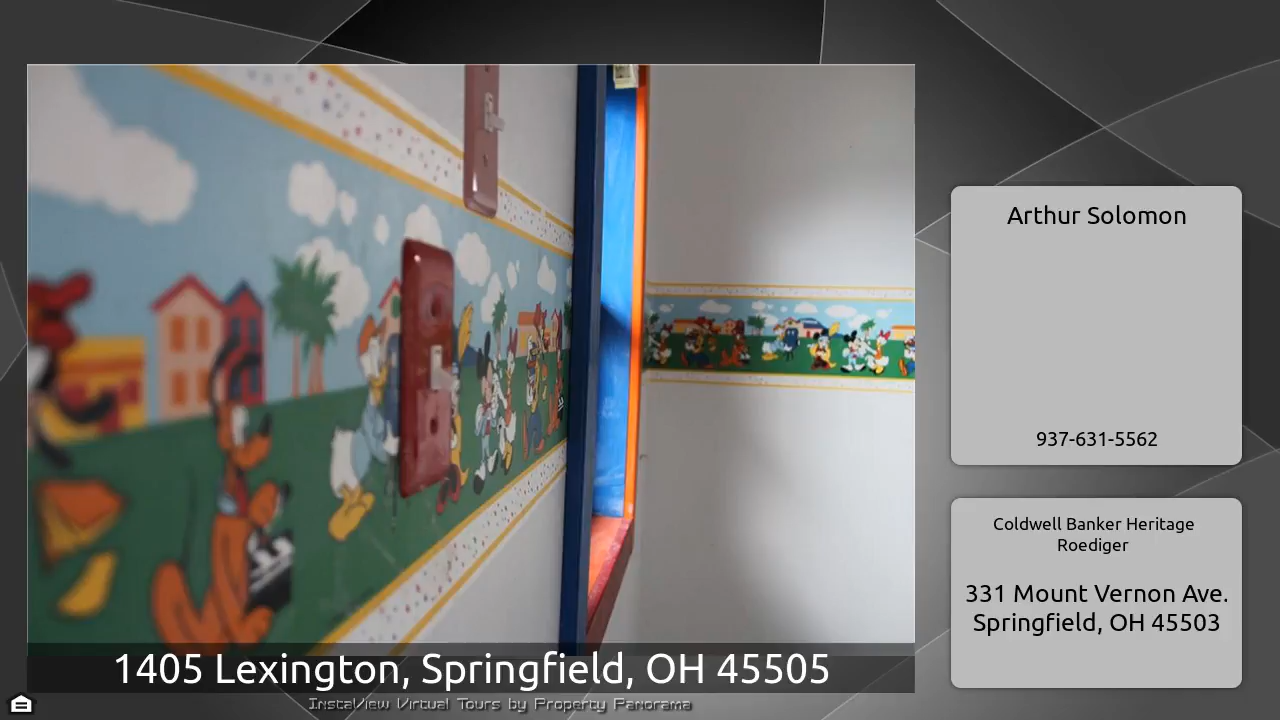 Arthur Solomon
937-631-5562
Coldwell Banker Heritage
Roediger
331 Mount Vernon Ave.
Springfield, OH 45503
1405 Lexington, Springfield, OH 45505
InstaView Virtual Tours by Property Panorama